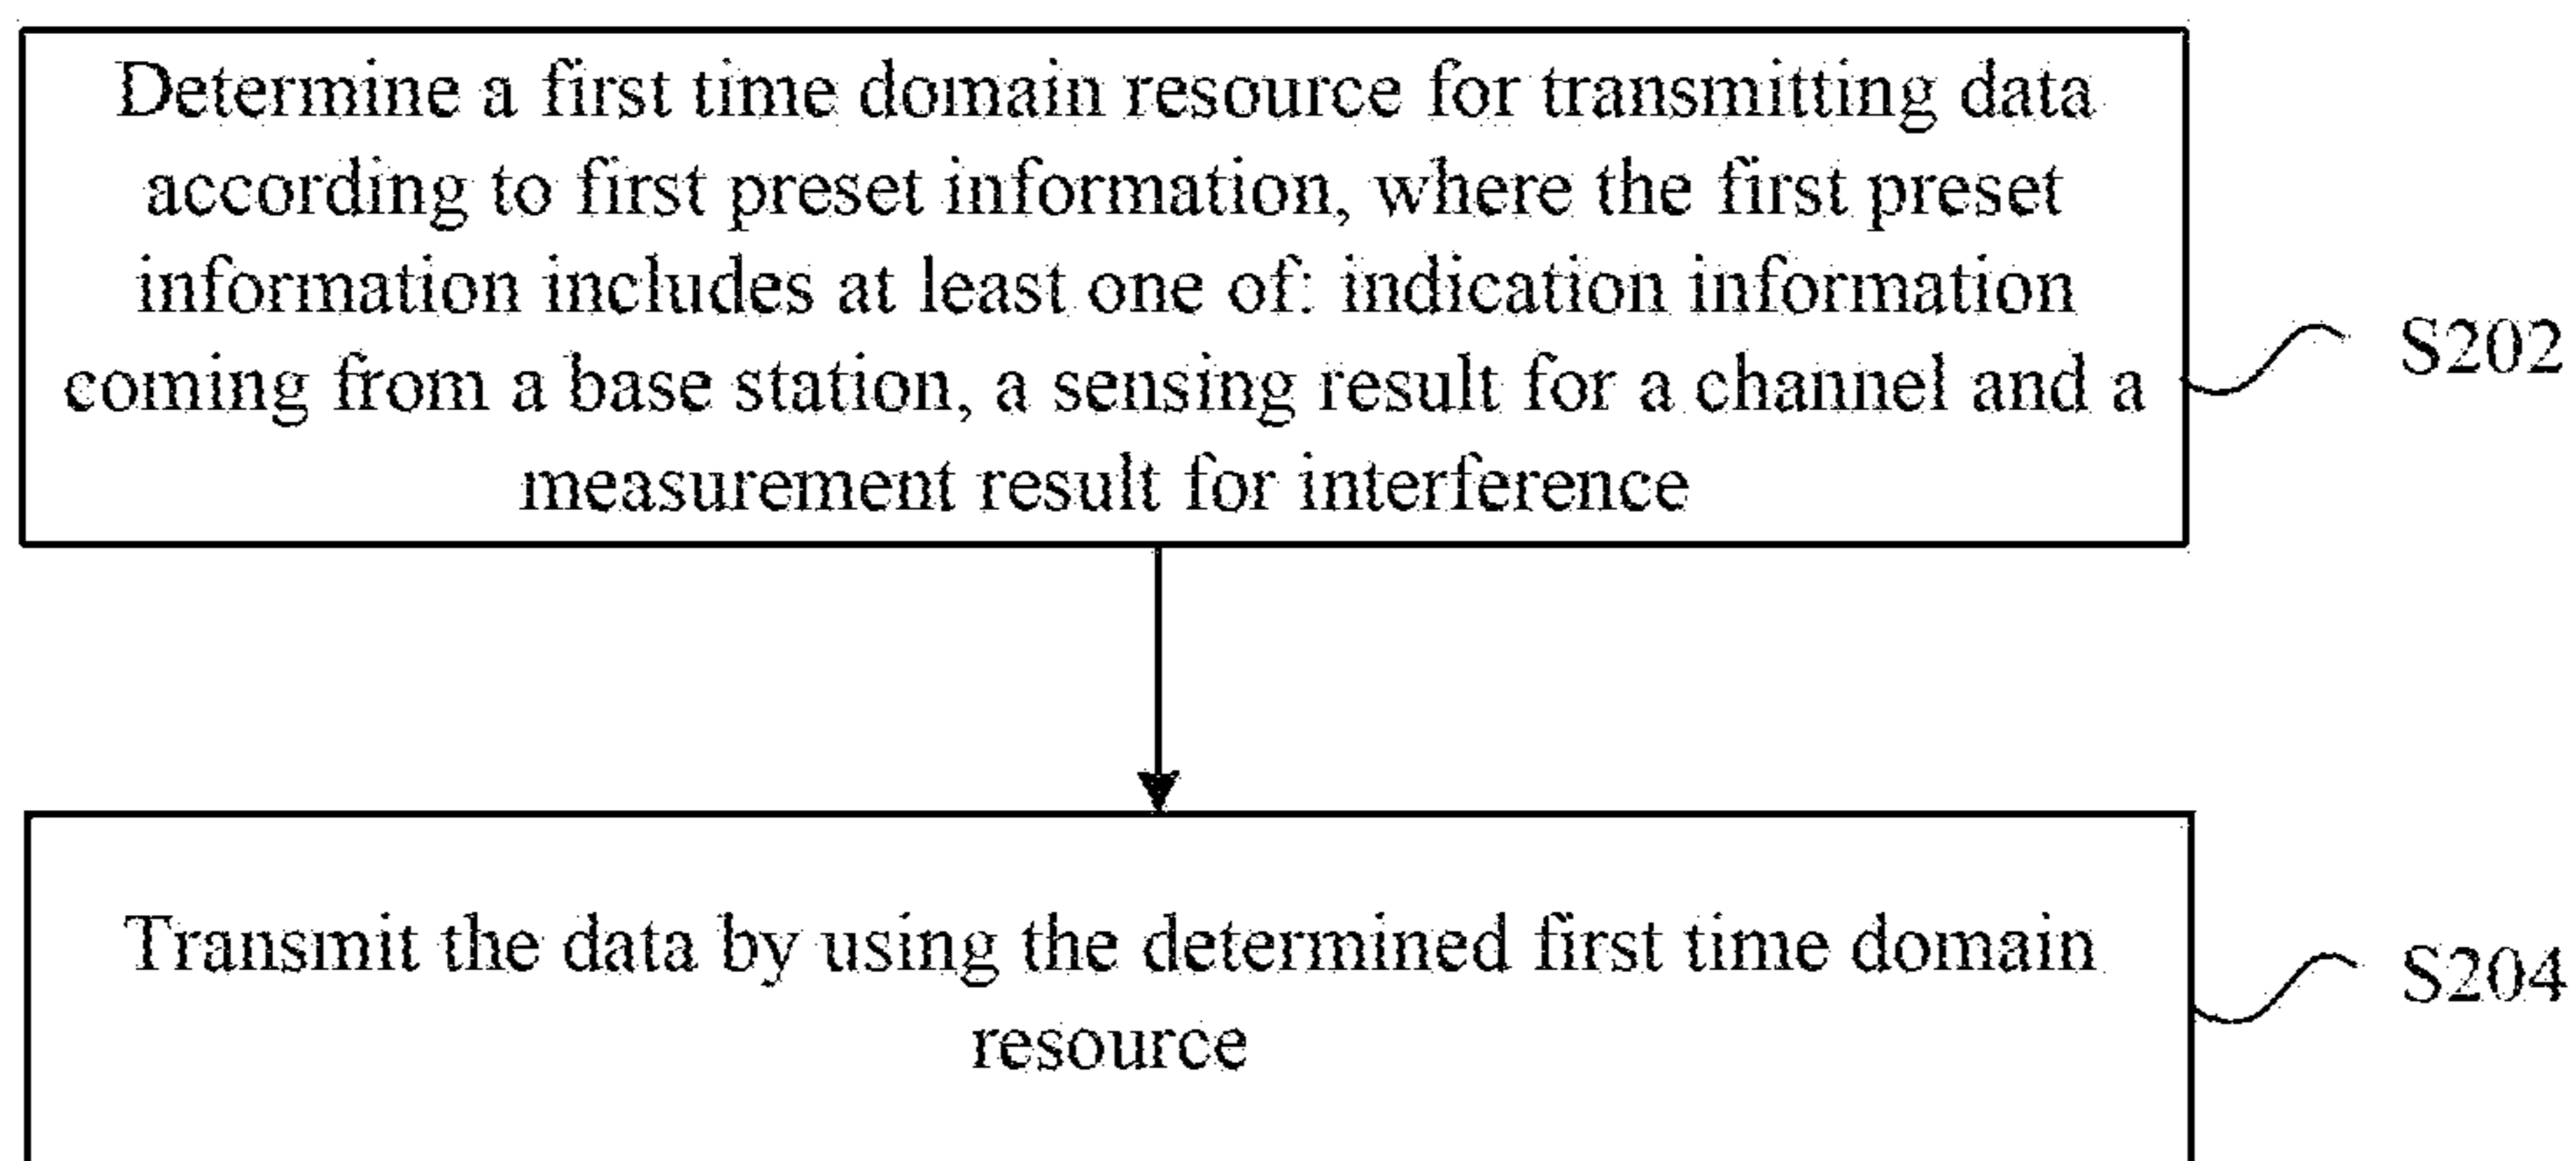 Determine a first time domain resource for transmitting data
according to first preset information, where the first preset
information includes at least one of: indication information
coming from a base station, a sensing result for a channel and a
measurement result for interference
S202
Transmit the data by using the determined first time domain
resource
S204